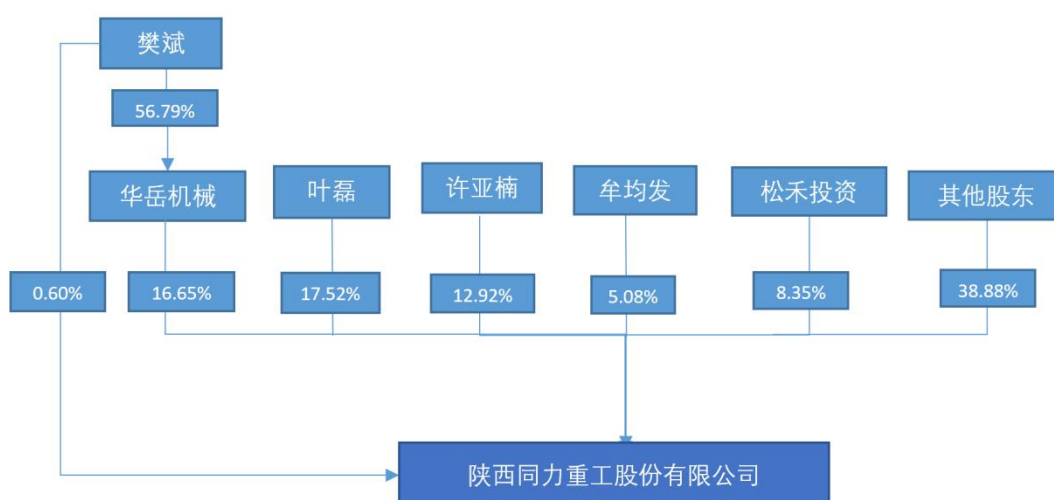 樊斌
56.79%
华岳机械
叶磊
许亚楠
牟均发
松禾投资
其他股东
0.60%
16.65%
17.52%
12.92%
5.08%
8.35%
38.88%
陕西同力重工股份有限公司